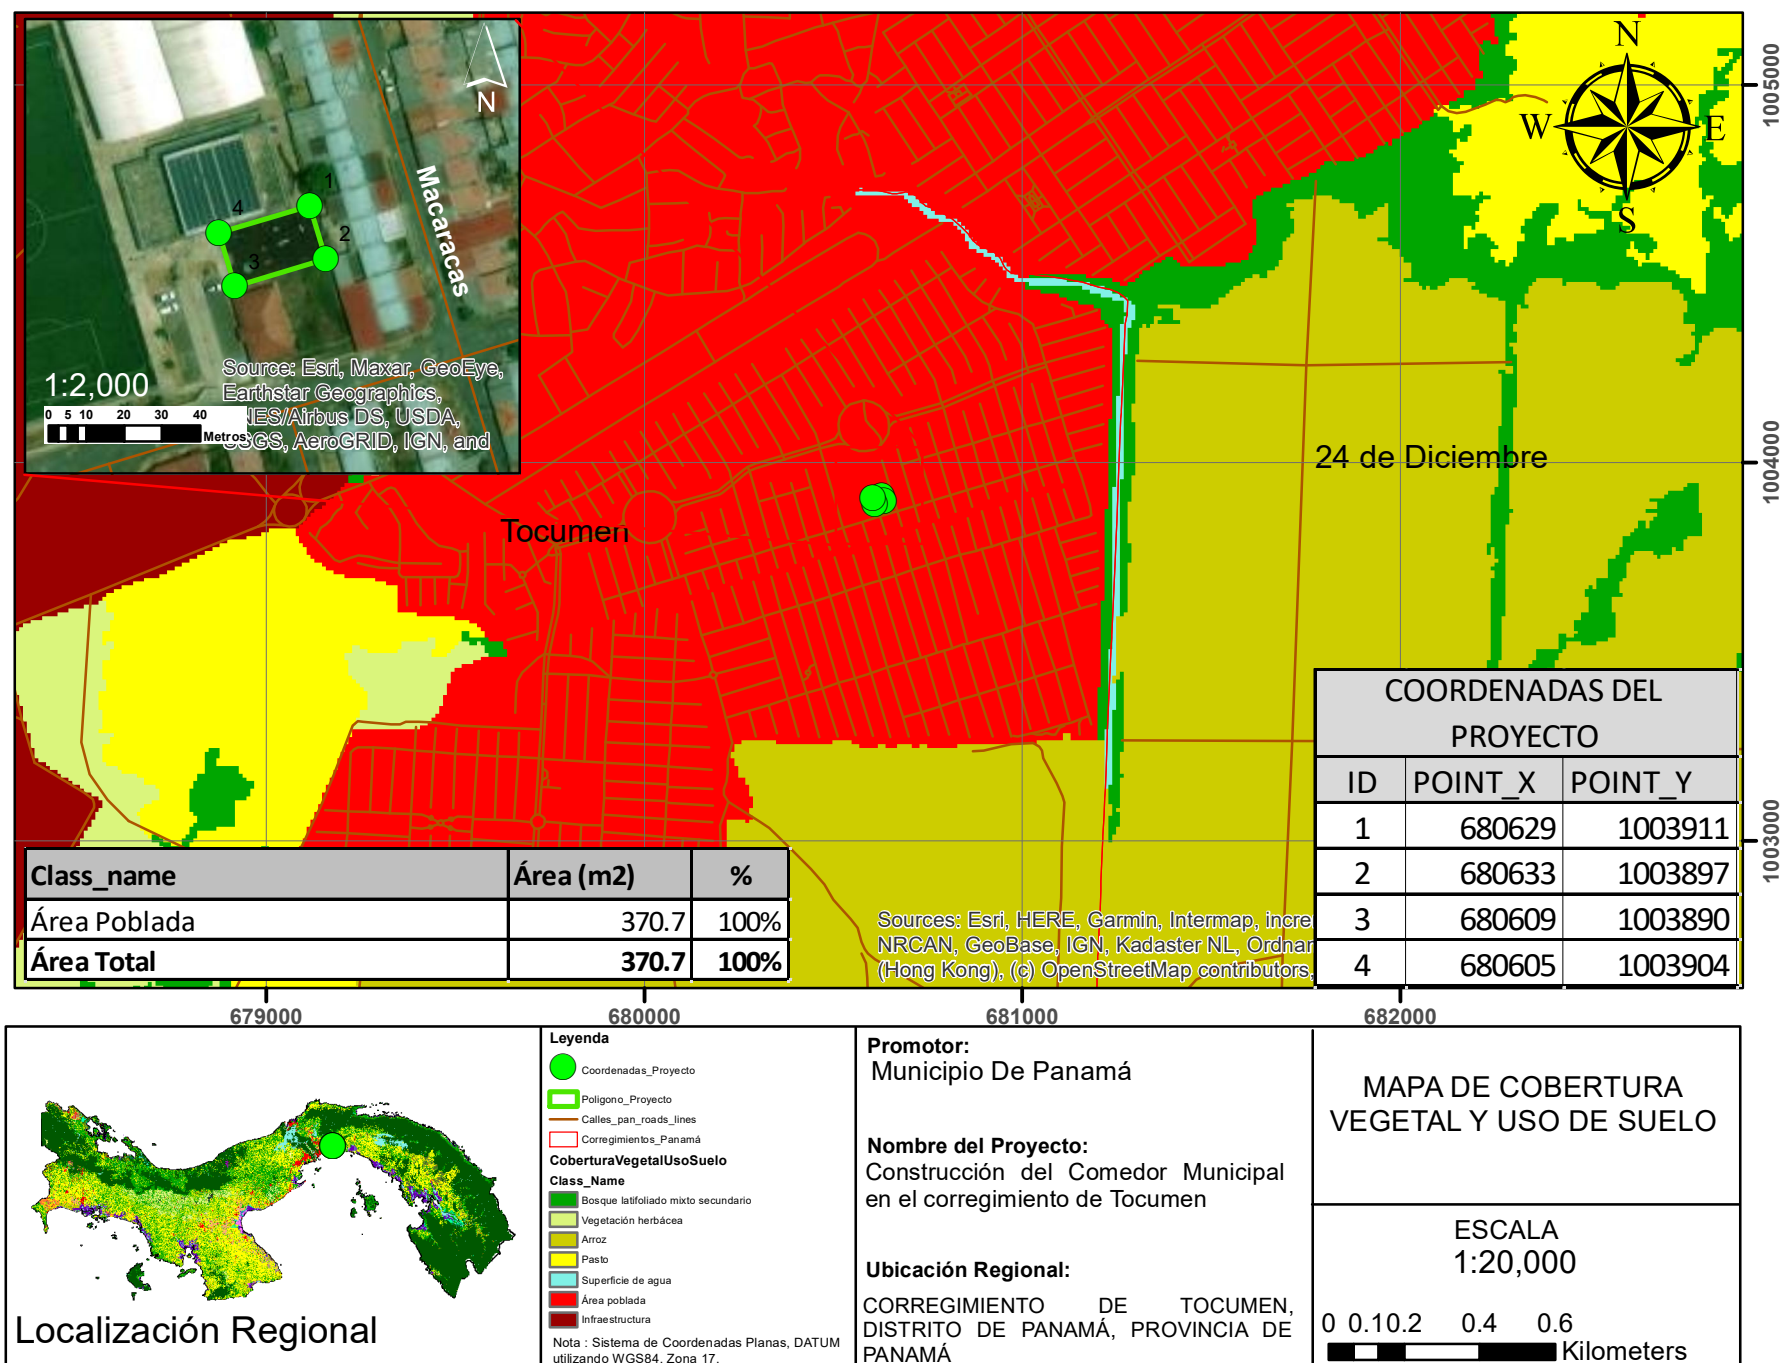 N
1
4
2
3
Macaracas
1:2,000
0 5 10 20 30 40
Metros
Source: Esri, Maxar, GeoEye,
Earthstar Geographics,
NES/Airbus DS, USDA,
SGS, AeroGRID, IGN, and
N
W E
S
1005000
1004000
1003000
24 de Diciembre
Tocumen
COORDENADAS DEL
PROYECTO
ID POINT_X POINT_Y
1 680629 1003911
2 680633 1003897
3 680609 1003890
4 680605 1003904
Class_name Área (m2) %
Área Poblada 370.7 100%
Área Total 370.7 100%
Sources: Esri, HERE, Garmin, Intermap, incre
NRCAN, GeoBase, IGN, Kadaster NL, Ordnan
(Hong Kong), (c) OpenStreetMap contributors,
679000 680000 681000 682000
Localización Regional
Leyenda
Coordenadas_Proyecto
Poligono_Proyecto
Calles_pan_roads_lines
Corregimientos_Panamá
CoberturaVegetalUsoSuelo
Class_Name
Bosque latifoliado mixto secundario
Vegetación herbácea
Arroz
Pasto
Superficie de agua
Área poblada
Infraestructura
Nota : Sistema de Coordenadas Planas, DATUM
utilizando WGS84, Zona 17.
Promotor:
Municipio De Panamá
Nombre del Proyecto:
Construcción del Comedor Municipal
en el corregimiento de Tocumen
Ubicación Regional:
CORREGIMIENTO DE TOCUMEN,
DISTRITO DE PANAMÁ, PROVINCIA DE
PANAMÁ
MAPA DE COBERTURA
VEGETAL Y USO DE SUELO
ESCALA
1:20,000
0 0.1 0.2 0.4 0.6
Kilometers